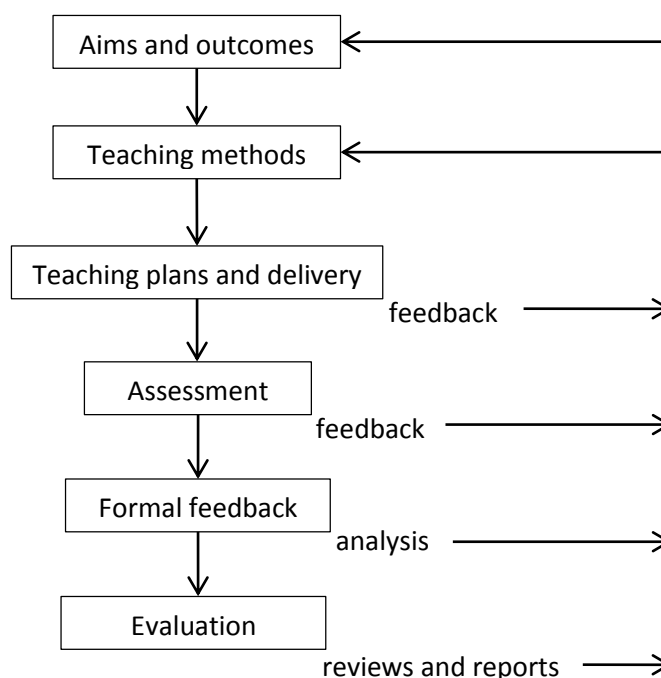 Aims and outcomes
Teaching methods
Teaching plans and delivery
feedback
Assessment
feedback
Formal feedback
analysis
Evaluation
reviews and reports